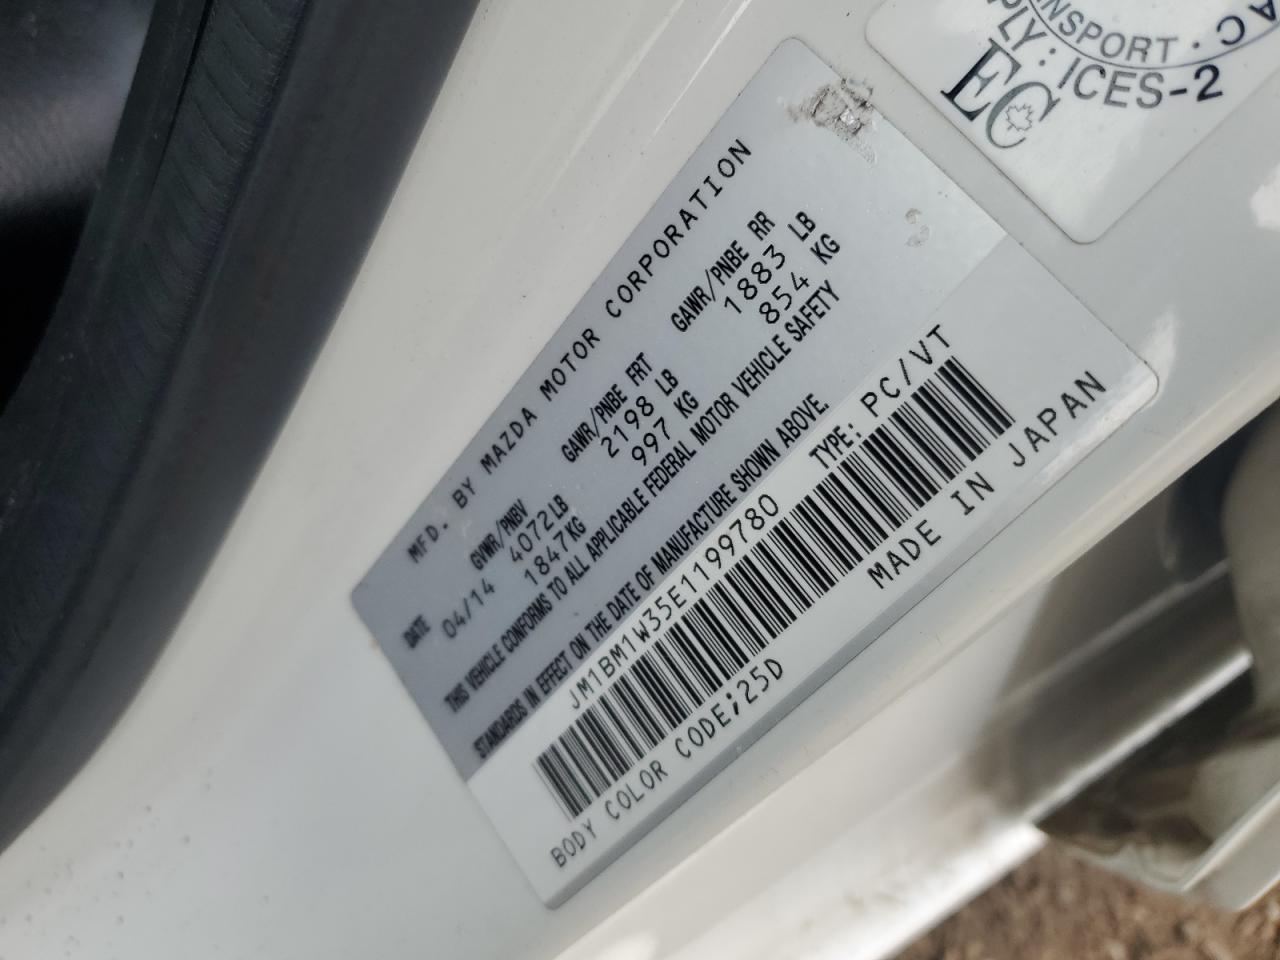 NSPORT · CA
PLY: ICES-2
EC
MFD. BY MAZDA MOTOR CORPORATION
DATE GVWR/PNBV GAWR/PNBE FRT GAWR/PNBE RR
04/14 4072LB 2198 LB 1883 LB
1847KG 997 KG 854 KG
THIS VEHICLE CONFORMS TO ALL APPLICABLE FEDERAL MOTOR VEHICLE SAFETY
STANDARDS IN EFFECT ON THE DATE OF MANUFACTURE SHOWN ABOVE.
JM1BM1W35E1199780 TYPE: PC/VT
BODY COLOR CODE;25D MADE IN JAPAN